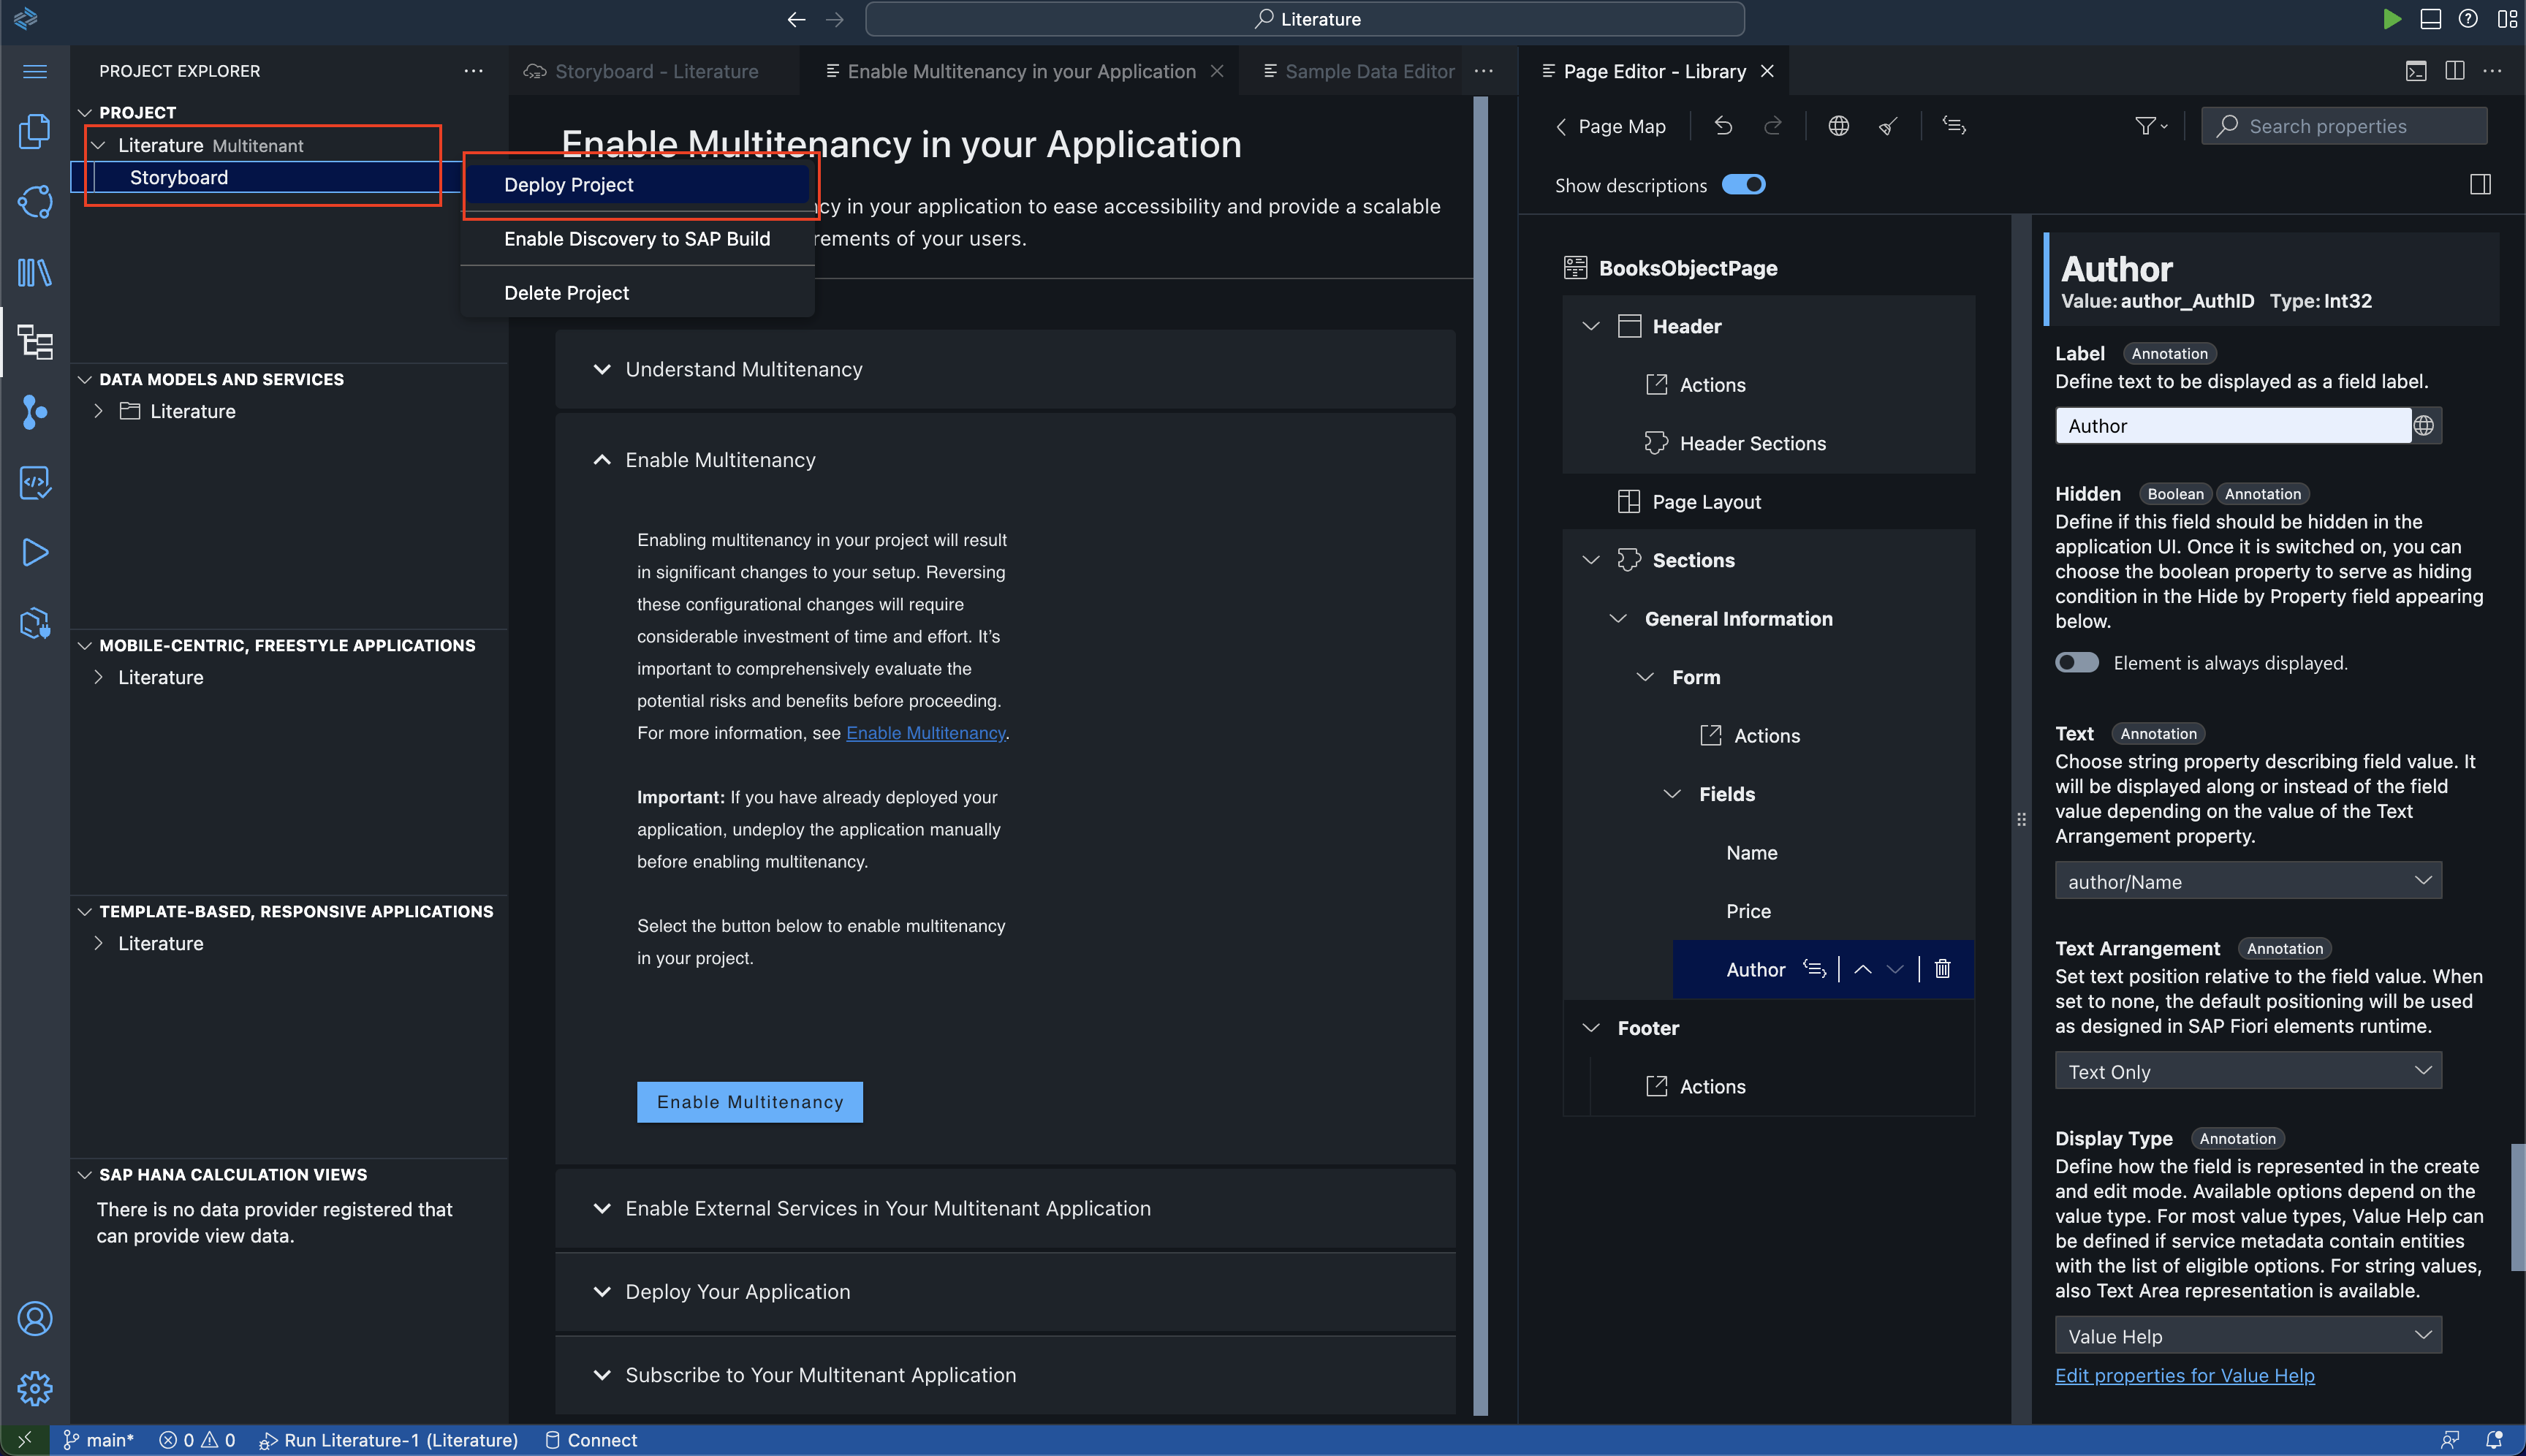 Literature
PROJECT EXPLORER
PROJECT
Literature Multitenant
Storyboard
DATA MODELS AND SERVICES
Literature
MOBILE-CENTRIC, FREESTYLE APPLICATIONS
Literature
TEMPLATE-BASED, RESPONSIVE APPLICATIONS
Literature
SAP HANA CALCULATION VIEWS
There is no data provider registered that
can provide view data.
Storyboard - Literature
Enable Multitenancy in your Application
Sample Data Editor
Enable Multitenancy in your Application
cy in your application to ease accessibility and provide a scalable
rements of your users.
Deploy Project
Enable Discovery to SAP Build
Delete Project
Understand Multitenancy
Enable Multitenancy
Enabling multitenancy in your project will result
in significant changes to your setup. Reversing
these configurational changes will require
considerable investment of time and effort. It's
important to comprehensively evaluate the
potential risks and benefits before proceeding.
For more information, see Enable Multitenancy.
Important: If you have already deployed your
application, undeploy the application manually
before enabling multitenancy.
Select the button below to enable multitenancy
in your project.
Enable Multitenancy
Enable External Services in Your Multitenant Application
Deploy Your Application
Subscribe to Your Multitenant Application
Page Editor - Library
Page Map
Search properties
Show descriptions
BooksObjectPage
Header
Actions
Header Sections
Page Layout
Sections
General Information
Form
Actions
Fields
Name
Price
Author
Footer
Actions
Author
Value: author_AuthID Type: Int32
Label Annotation
Define text to be displayed as a field label.
Author
Hidden Boolean Annotation
Define if this field should be hidden in the
application UI. Once it is switched on, you can
choose the boolean property to serve as hiding
condition in the Hide by Property field appearing
below.
Element is always displayed.
Text Annotation
Choose string property describing field value. It
will be displayed along or instead of the field
value depending on the value of the Text
Arrangement property.
author/Name
Text Arrangement Annotation
Set text position relative to the field value. When
set to none, the default positioning will be used
as designed in SAP Fiori elements runtime.
Text Only
Display Type Annotation
Define how the field is represented in the create
and edit mode. Available options depend on the
value type. For most value types, Value Help can
be defined if service metadata contain entities
with the list of eligible options. For string values,
also Text Area representation is available.
Value Help
Edit properties for Value Help
main* 0 0 Run Literature-1 (Literature) Connect